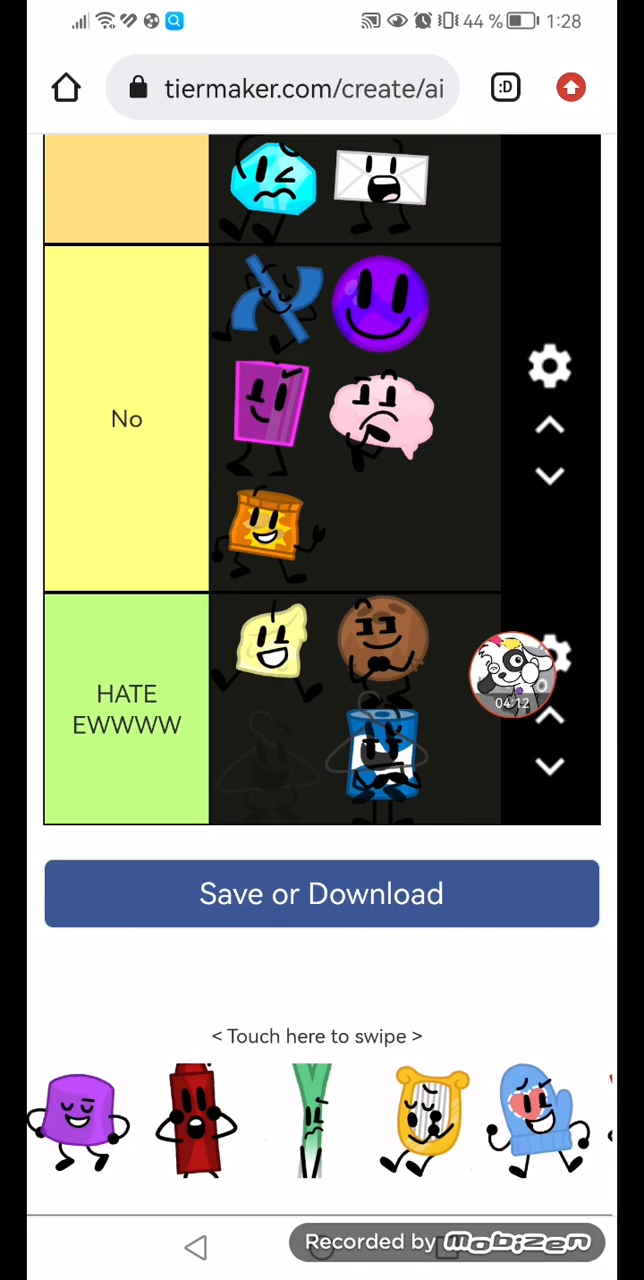 44 % 1:28
tiermaker.com/create/ai :D
No
HATE
EWWWW
04:12
Save or Download
< Touch here to swipe >
Recorded by mobizen